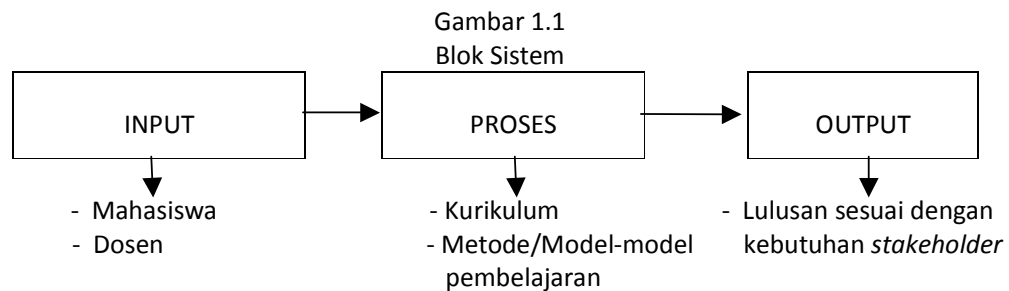 Gambar 1.1
Blok Sistem
INPUT
PROSES
OUTPUT
- Mahasiswa
- Dosen
- Kurikulum
- Metode/Model-model
pembelajaran
- Lulusan sesuai dengan
kebutuhan stakeholder